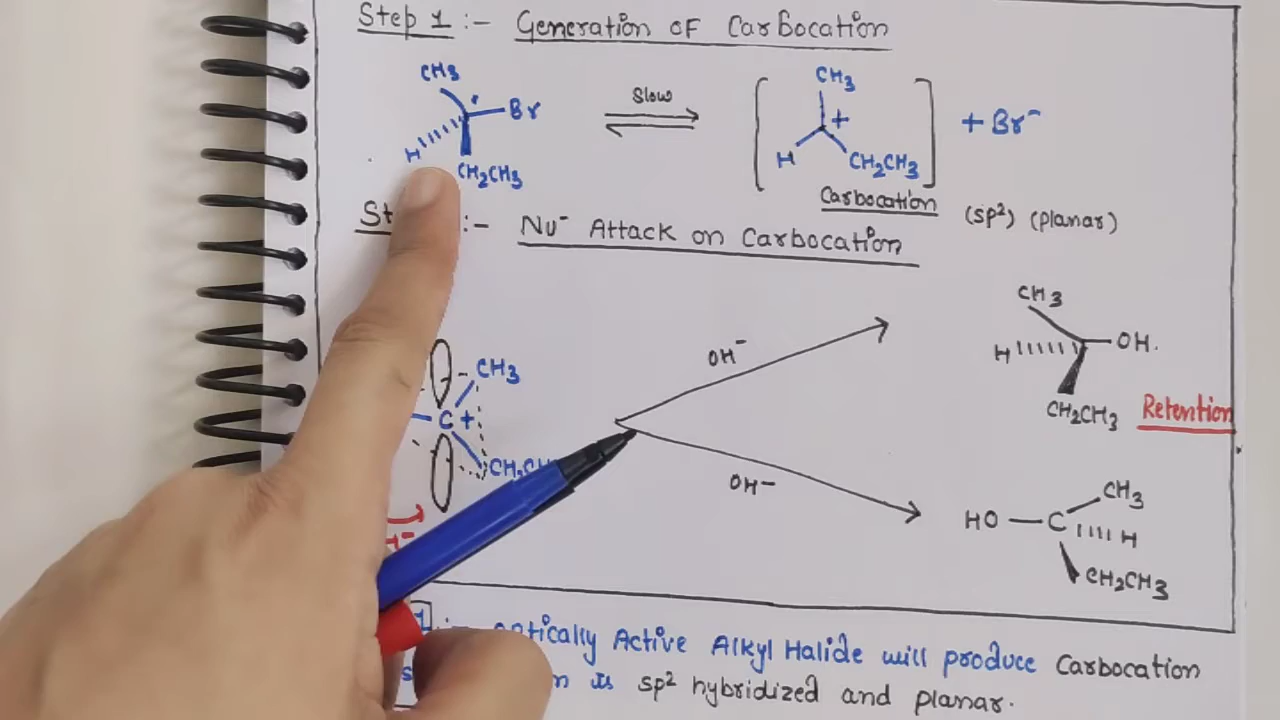 Step 1 :- Generation of Carbocation
CH3
Br
H
CH2CH3
Slow
CH3
+
H
CH2CH3
+ Br-
Carbocation (sp2) (planar)
:- Nu- Attack on Carbocation
CH3
C+
OH-
CH3
H
OH.
CH2CH3
Retention
OH-
HO
C
CH3
H
CH2CH3
:- Optically Active Alkyl Halide will produce Carbocation
is sp2 hybridized and planar.